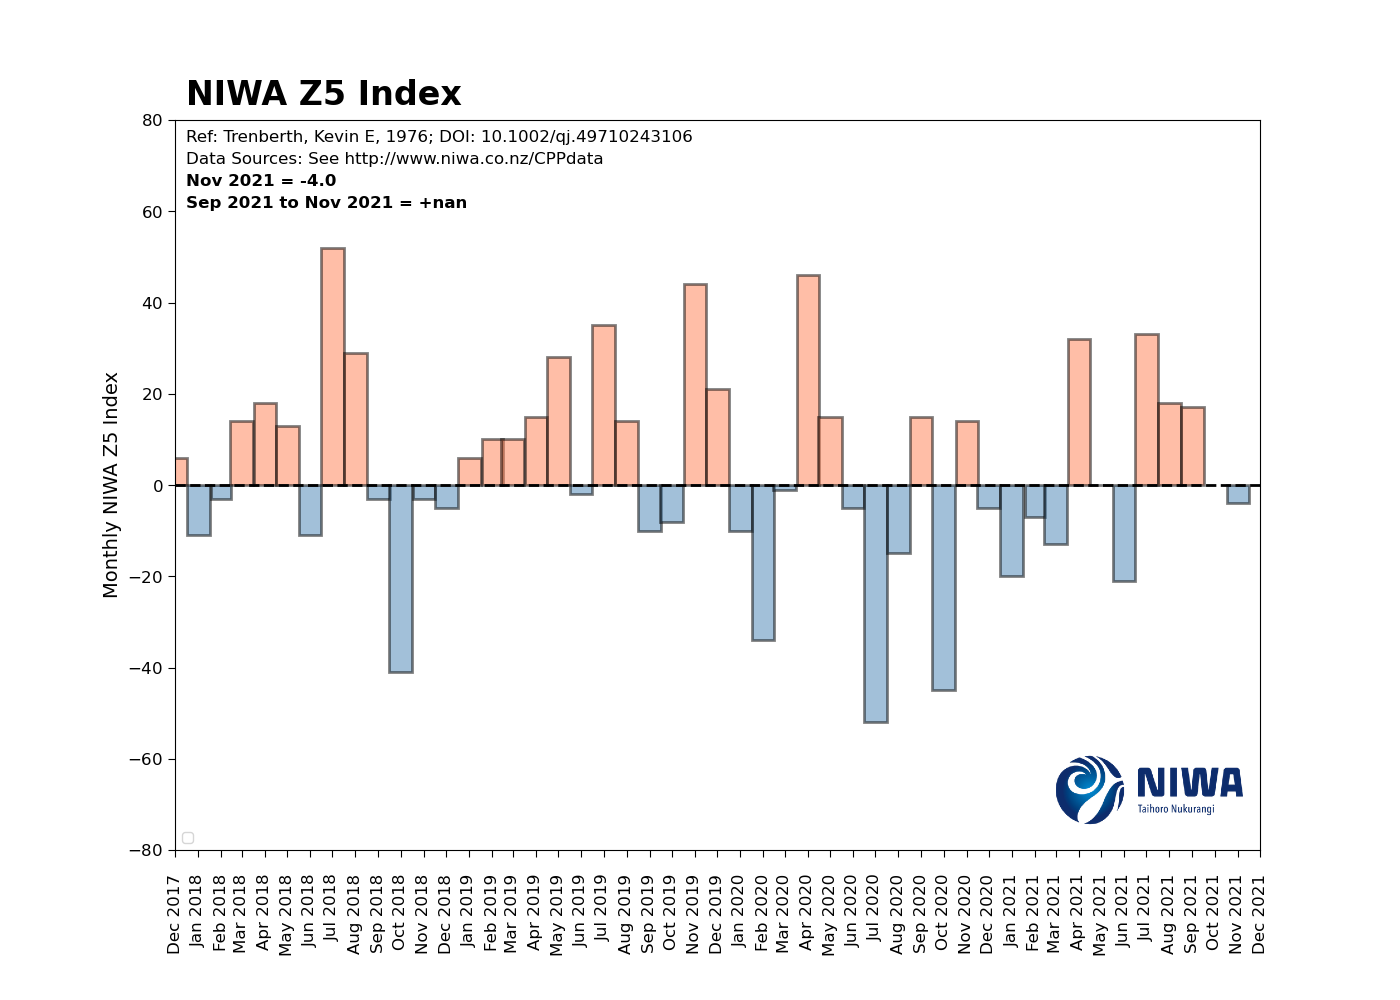 NIWA Z5 Index
Ref: Trenberth, Kevin E, 1976; DOI: 10.1002/qj.49710243106
Data Sources: See http://www.niwa.co.nz/CPPdata
Nov 2021 = -4.0
Sep 2021 to Nov 2021 = +nan
Monthly NIWA Z5 Index
80
60
40
20
0
−20
−40
−60
−80
NIWA
Taihoro Nukurangi
Dec 2017
Jan 2018
Feb 2018
Mar 2018
Apr 2018
May 2018
Jun 2018
Jul 2018
Aug 2018
Sep 2018
Oct 2018
Nov 2018
Dec 2018
Jan 2019
Feb 2019
Mar 2019
Apr 2019
May 2019
Jun 2019
Jul 2019
Aug 2019
Sep 2019
Oct 2019
Nov 2019
Dec 2019
Jan 2020
Feb 2020
Mar 2020
Apr 2020
May 2020
Jun 2020
Jul 2020
Aug 2020
Sep 2020
Oct 2020
Nov 2020
Dec 2020
Jan 2021
Feb 2021
Mar 2021
Apr 2021
May 2021
Jun 2021
Jul 2021
Aug 2021
Sep 2021
Oct 2021
Nov 2021
Dec 2021